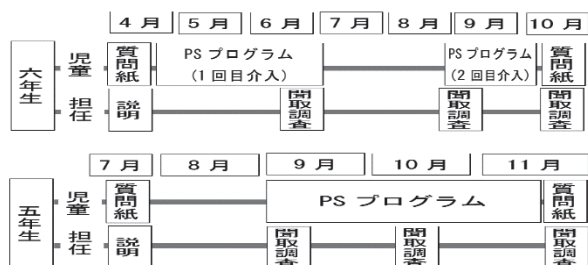 4月 5月 6月 7月 8月 9月 10月
六年生
児童 質問紙 PSプログラム PSプログラム 質問紙
(1回目介入) (2回目介入)
担任 説明 聞取調査 聞取調査 聞取調査
7月 8月 9月 10月 11月
五年生
児童 質問紙 PSプログラム 質問紙
担任 説明 聞取調査 聞取調査 聞取調査